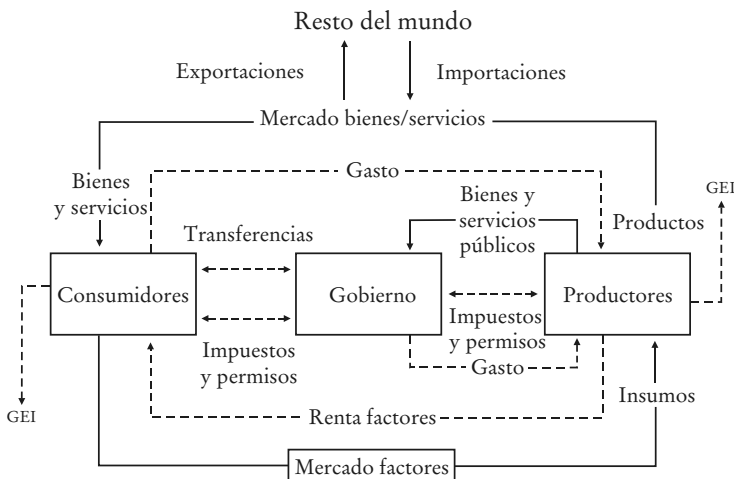 Resto del mundo
Exportaciones
Importaciones
Mercado bienes/servicios
Gasto
Bienes
y servicios
Bienes y
servicios
públicos
GEI
Productos
Transferencias
Consumidores
Gobierno
Productores
Impuestos
y permisos
Impuestos
y permisos
Gasto
Insumos
GEI
Renta factores
Mercado factores